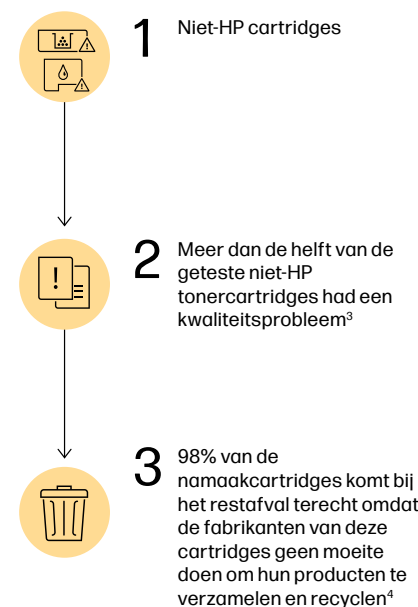 1 Niet-HP cartridges
2 Meer dan de helft van de
geteste niet-HP
tonercartridges had een
kwaliteitsprobleem³
3 98% van de
namaakcartridges komt bij
het restafval terecht omdat
de fabrikanten van deze
cartridges geen moeite
doen om hun producten te
verzamelen en recyclen⁴